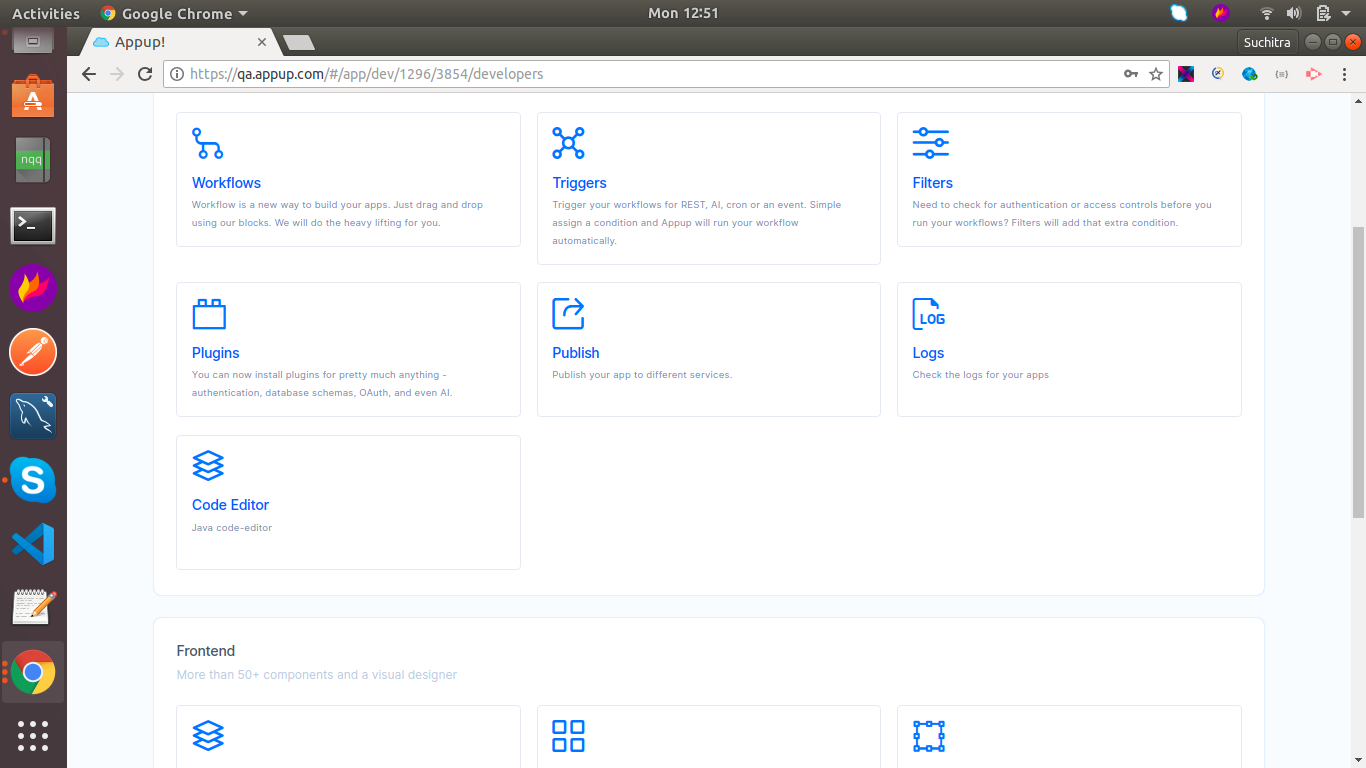 Activities
Google Chrome
Mon 12:51
Appup!
Suchitra
https://qa.appup.com/#/app/dev/1296/3854/developers
Workflows
Workflow is a new way to build your apps. Just drag and drop
using our blocks. We will do the heavy lifting for you.
Triggers
Trigger your workflows for REST, AI, cron or an event. Simple
assign a condition and Appup will run your workflow
automatically.
Filters
Need to check for authentication or access controls before you
run your workflows? Filters will add that extra condition.
Plugins
You can now install plugins for pretty much anything -
authentication, database schemas, OAuth, and even AI.
Publish
Publish your app to different services.
LOG
Logs
Check the logs for your apps
Code Editor
Java code-editor
Frontend
More than 50+ components and a visual designer
nqq